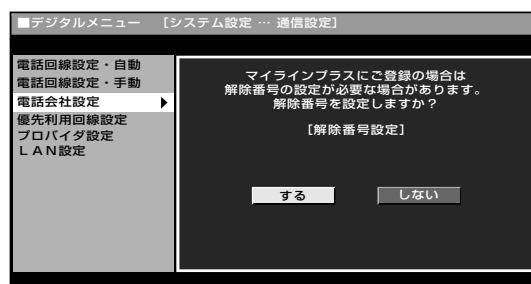 ■デジタルメニュー　[システム設定 … 通信設定]
電話回線設定・自動
電話回線設定・手動
電話会社設定
優先利用回線設定
プロバイダ設定
ＬＡＮ設定
マイラインプラスにご登録の場合は
解除番号の設定が必要な場合があります。
解除番号を設定しますか？
[解除番号設定]
する　しない